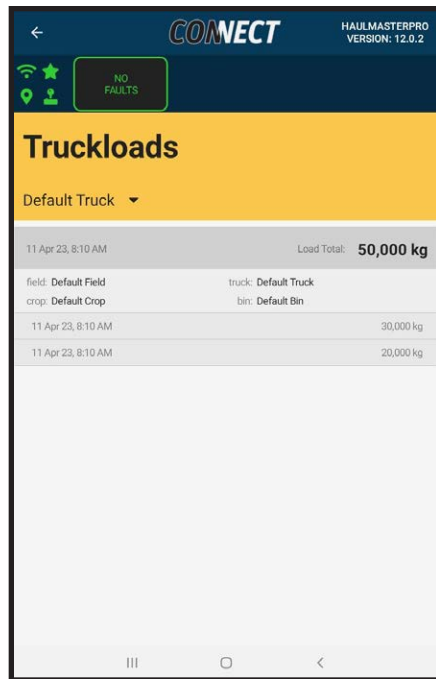 CONNECT
HAULMASTERPRO
VERSION: 12.0.2
NO
FAULTS
Truckloads
Default Truck
11 Apr 23, 8:10 AM Load Total: 50,000 kg
field: Default Field truck: Default Truck
crop: Default Crop bin: Default Bin
11 Apr 23, 8:10 AM 30,000 kg
11 Apr 23, 8:10 AM 20,000 kg